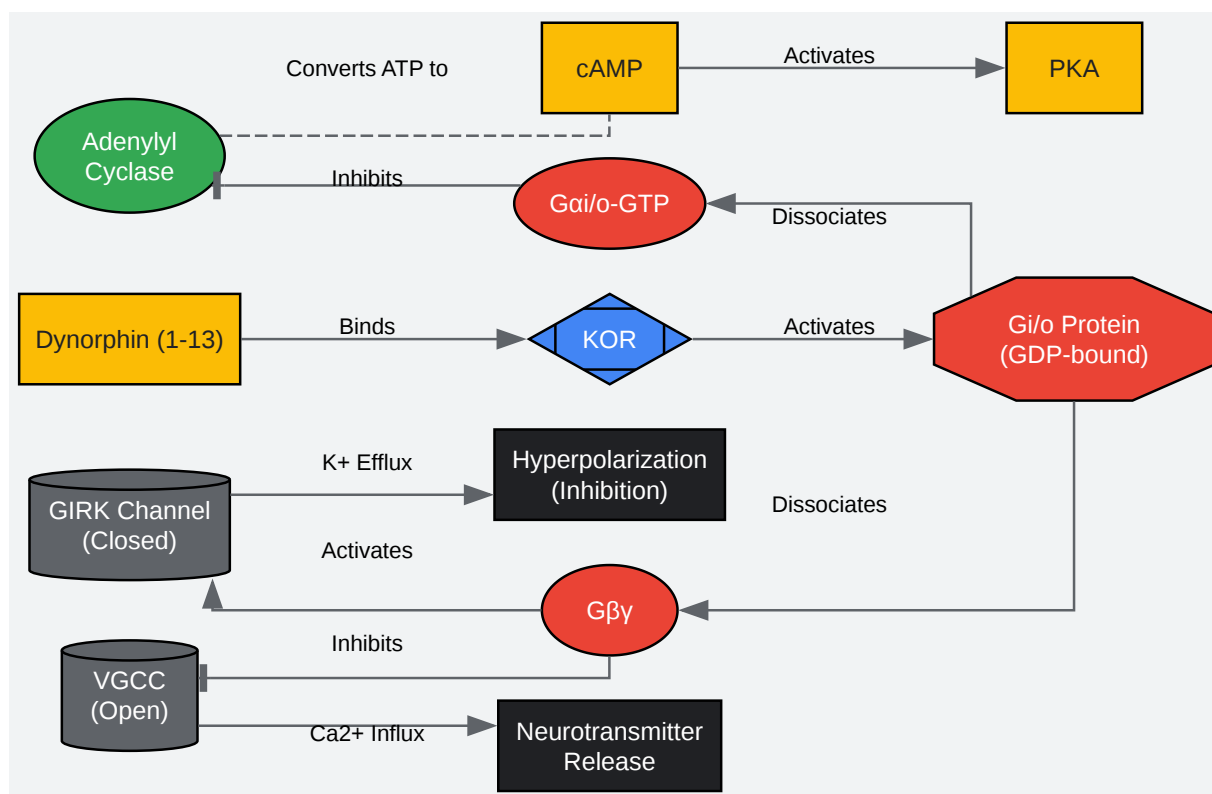 Converts ATP to
cAMP
Activates
PKA
Adenylyl
Cyclase
Inhibits
Gαi/o-GTP
Dissociates
Dynorphin (1-13)
Binds
KOR
Activates
Gi/o Protein
(GDP-bound)
K+ Efflux
Hyperpolarization
(Inhibition)
Dissociates
GIRK Channel
(Closed)
Activates
Gβγ
Inhibits
VGCC
(Open)
Ca2+ Influx
Neurotransmitter
Release